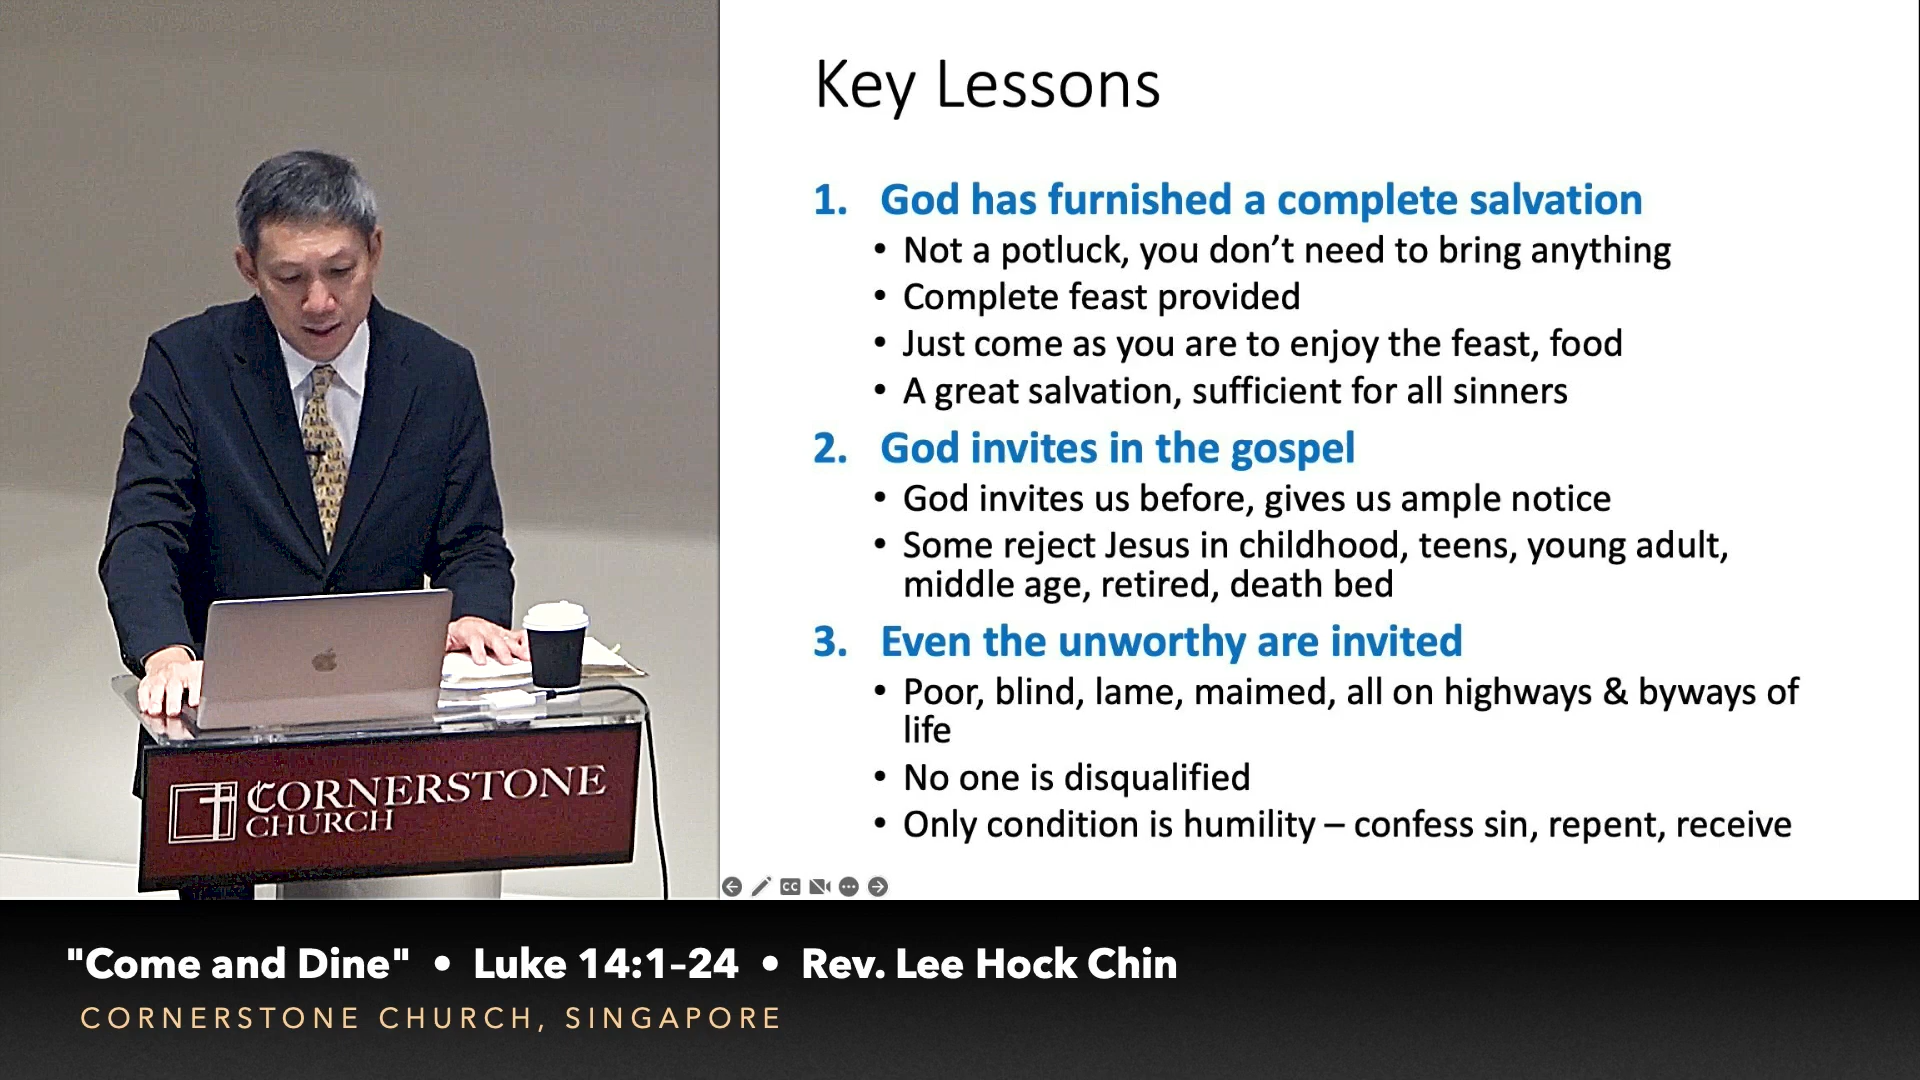 Key Lessons
1. God has furnished a complete salvation
• Not a potluck, you don’t need to bring anything
• Complete feast provided
• Just come as you are to enjoy the feast, food
• A great salvation, sufficient for all sinners
2. God invites in the gospel
• God invites us before, gives us ample notice
• Some reject Jesus in childhood, teens, young adult,
middle age, retired, death bed
3. Even the unworthy are invited
• Poor, blind, lame, maimed, all on highways & byways of
life
• No one is disqualified
• Only condition is humility – confess sin, repent, receive
CC
CORNERSTONE
CHURCH
"Come and Dine" • Luke 14:1–24 • Rev. Lee Hock Chin
CORNERSTONE CHURCH, SINGAPORE